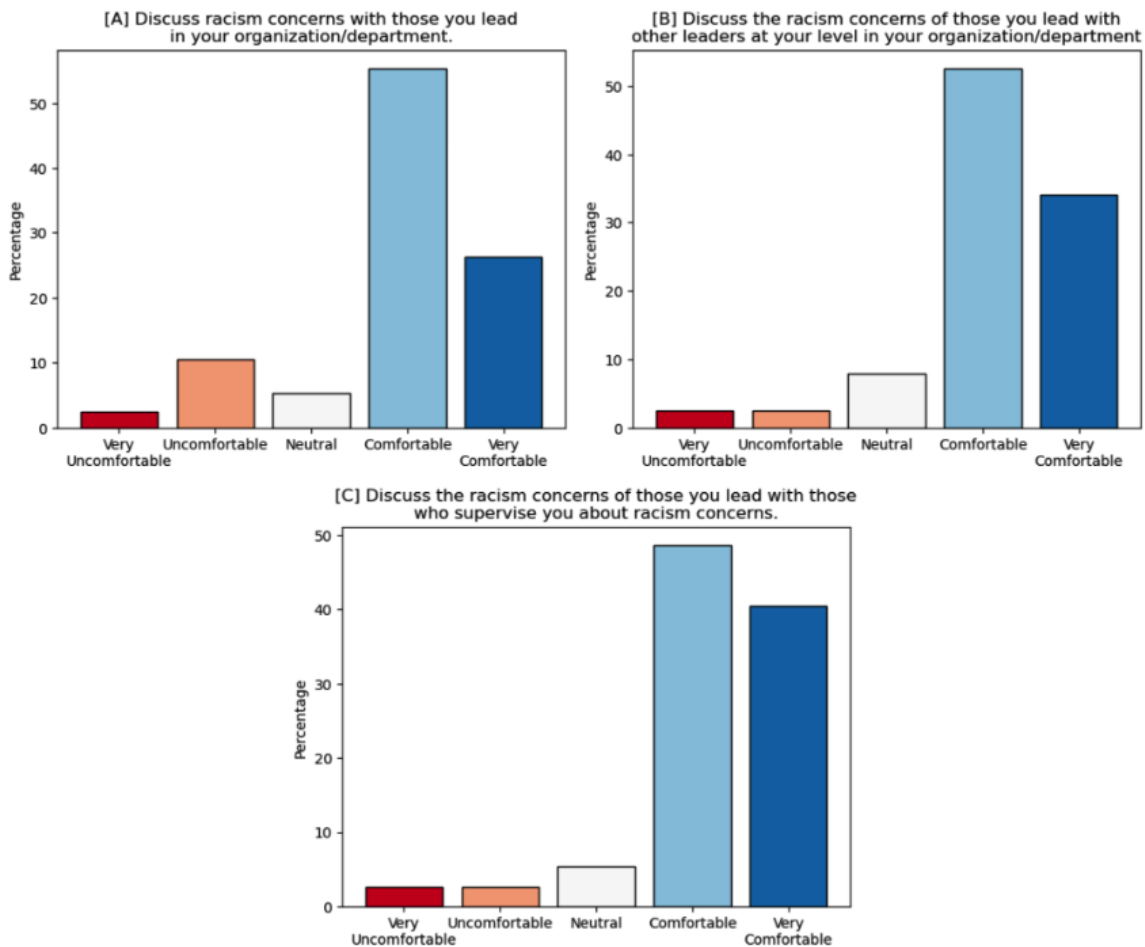 [A] Discuss racism concerns with those you lead
in your organization/department.
Percentage
50
40
30
20
10
0
Very
Uncomfortable
Uncomfortable
Neutral
Comfortable
Very
Comfortable
[B] Discuss the racism concerns of those you lead with
other leaders at your level in your organization/department
Percentage
50
40
30
20
10
0
Very
Uncomfortable
Uncomfortable
Neutral
Comfortable
Very
Comfortable
[C] Discuss the racism concerns of those you lead with those
who supervise you about racism concerns.
Percentage
50
40
30
20
10
0
Very
Uncomfortable
Uncomfortable
Neutral
Comfortable
Very
Comfortable